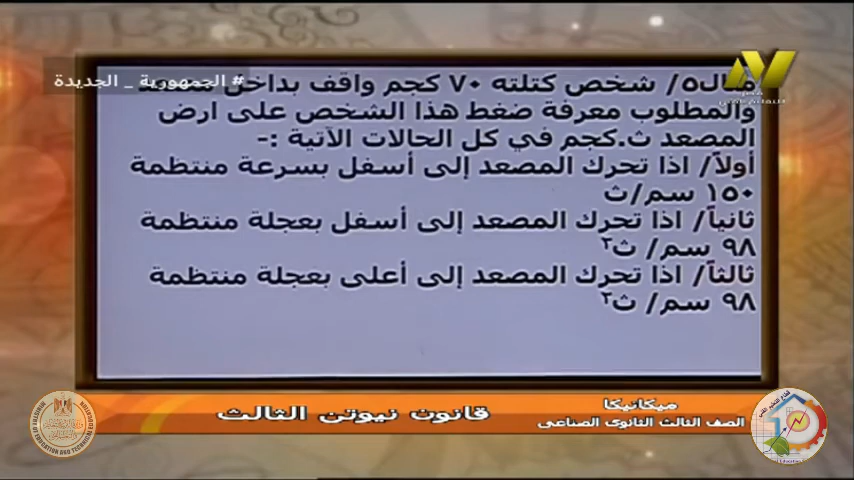 # الجمهورية _ الجديدة
مثال٥/ شخص كتلته ٧٠ كجم واقف بداخل
والمطلوب معرفة ضغط هذا الشخص على ارض
المصعد ث.كجم في كل الحالات الآتية :-
أولاً/ اذا تحرك المصعد إلى أسفل بسرعة منتظمة
١٥٠ سم/ث
ثانياً/ اذا تحرك المصعد إلى أسفل بعجلة منتظمة
٩٨ سم/ ث٢
ثالثاً/ اذا تحرك المصعد إلى أعلى بعجلة منتظمة
٩٨ سم/ ث٢
ميكانيكا
الصف الثالث الثانوى الصناعى
قانون نيوتن الثالث